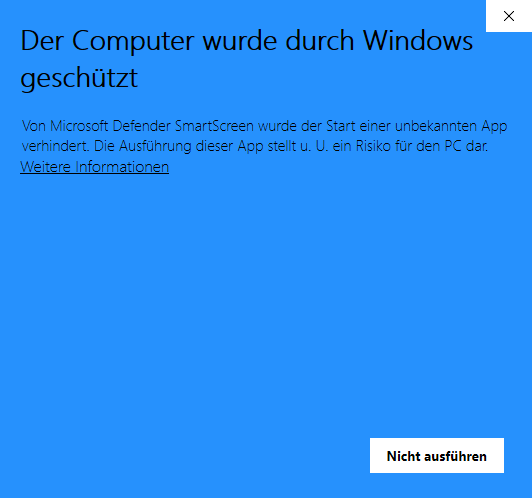 Der Computer wurde durch Windows
geschützt
Von Microsoft Defender SmartScreen wurde der Start einer unbekannten App
verhindert. Die Ausführung dieser App stellt u. U. ein Risiko für den PC dar.
Weitere Informationen
Nicht ausführen